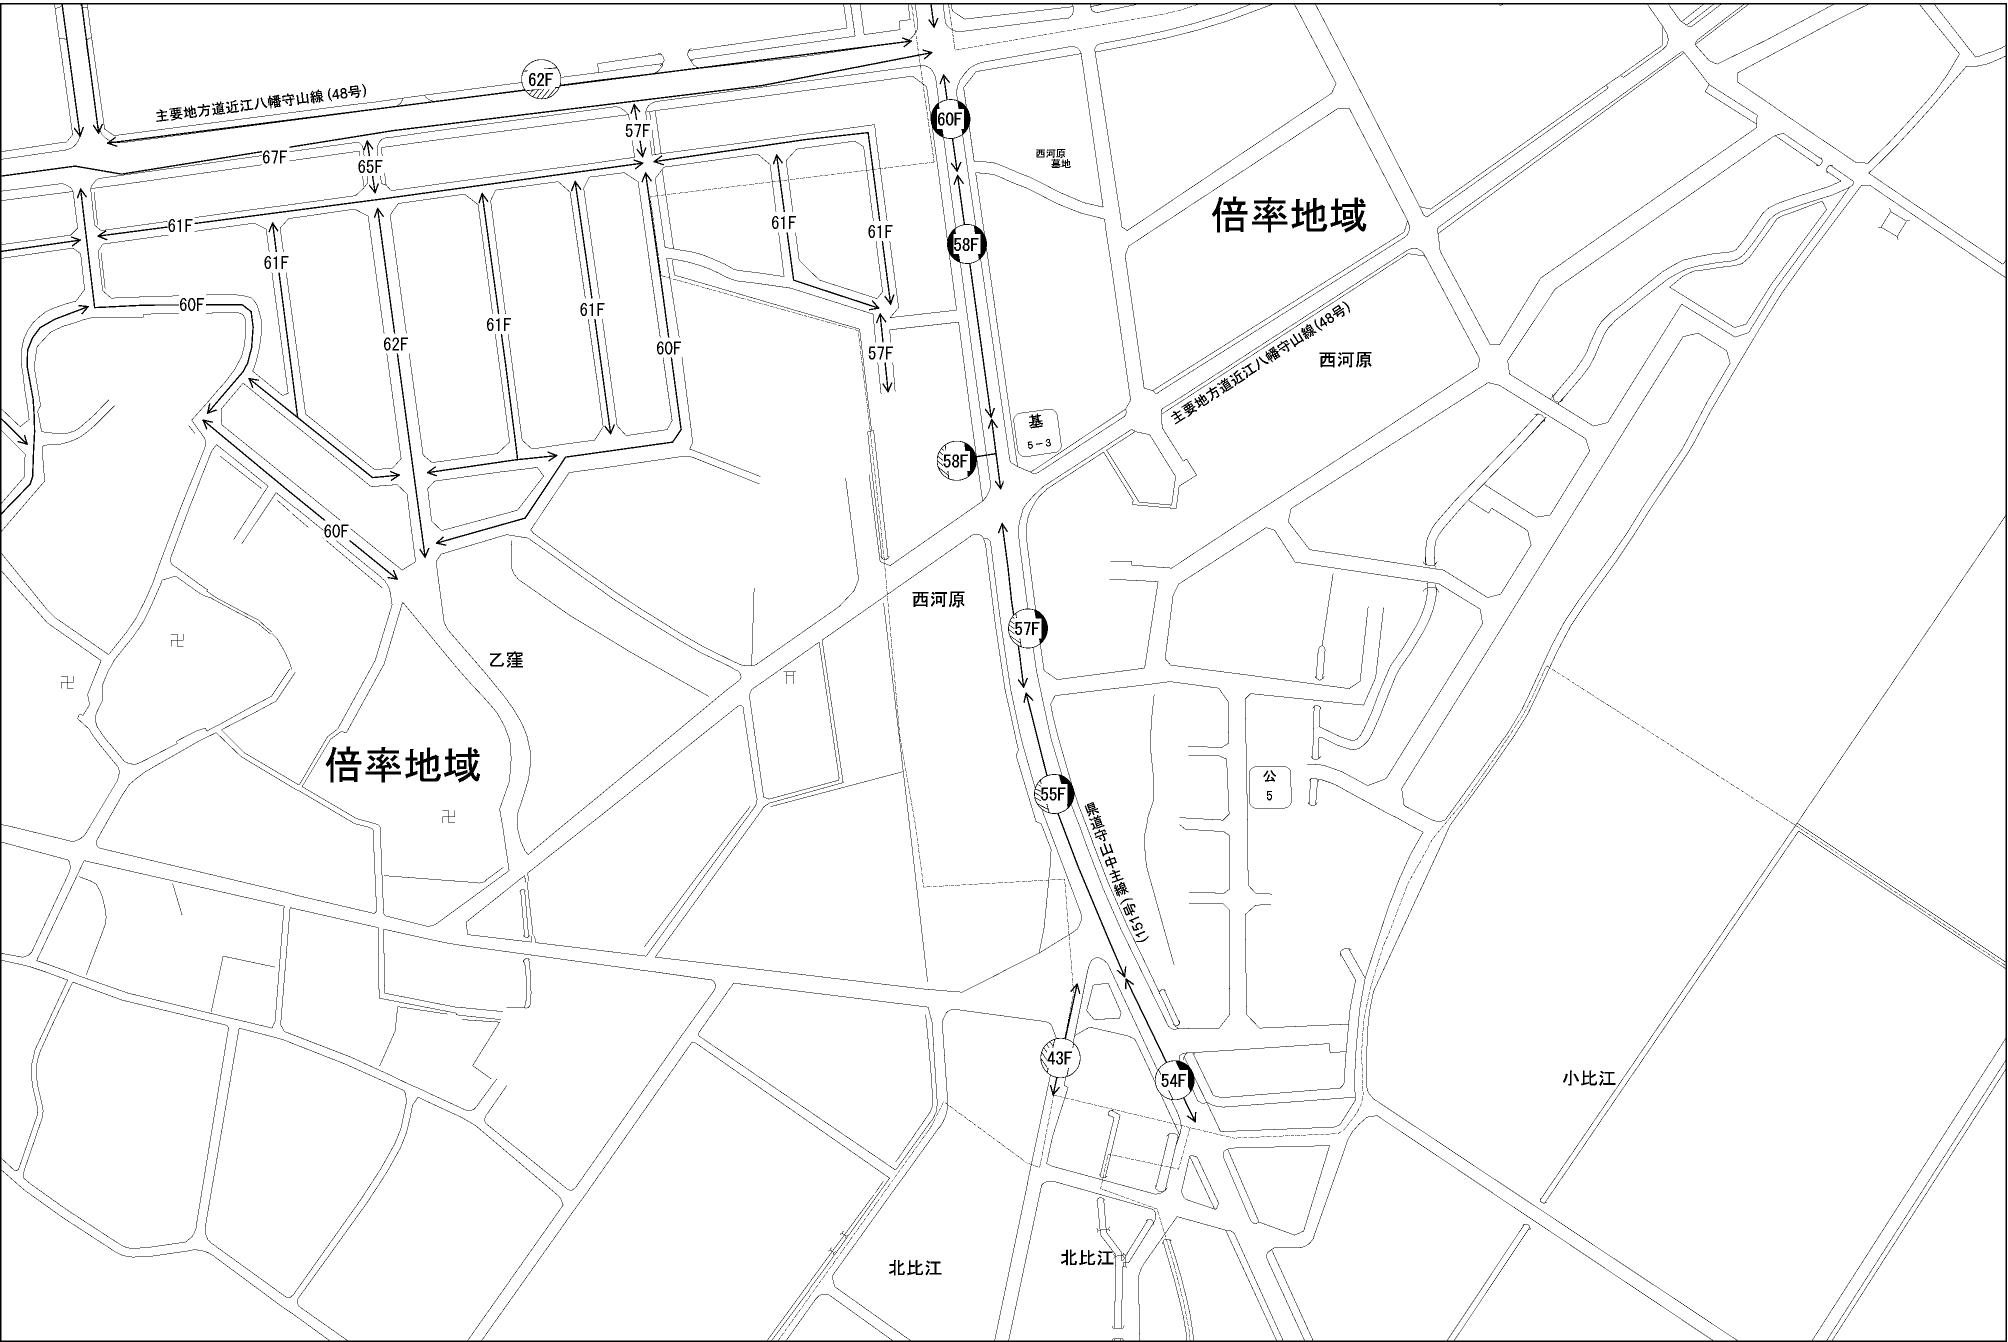 62F
主要地方道近江八幡守山線(48号)
60F
57F
67F
65F
西河原
墓地
61F
61F
61F
58F
倍率地域
61F
60F
61F
61F
主要地方道近江八幡守山線(48号)
62F
60F
57F
西河原
基
5-3
58F
60F
西河原
57F
乙窪
倍率地域
公
5
55F
県道守山中主線(151号)
43F
54F
小比江
北比江
北比江